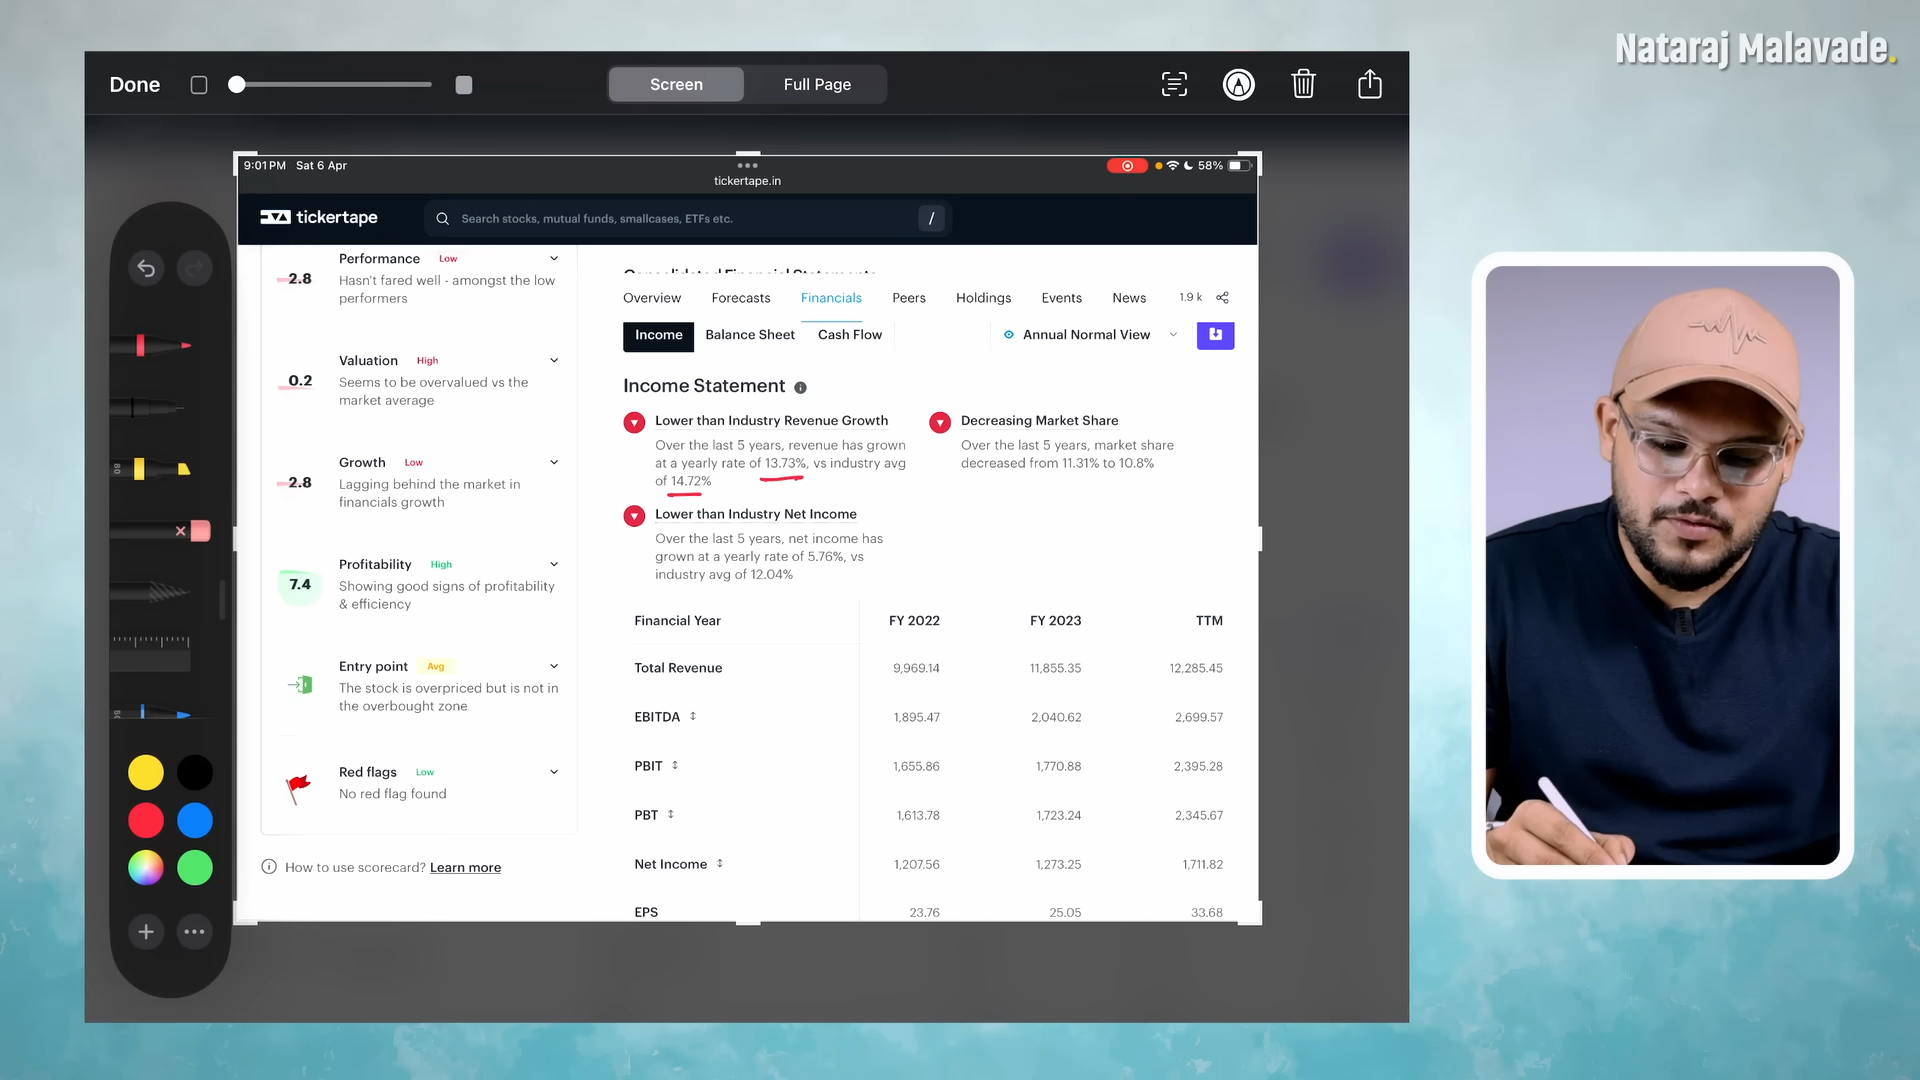 Nataraj Malavade.
Done
Screen
Full Page
9:01 PM Sat 6 Apr
58%
tickertape.in
tickertape
Search stocks, mutual funds, smallcases, ETFs etc.
/
Performance Low
2.8
Hasn't fared well - amongst the low
performers
Valuation High
0.2
Seems to be overvalued vs the
market average
Growth Low
2.8
Lagging behind the market in
financials growth
Profitability High
7.4
Showing good signs of profitability
& efficiency
Entry point Avg
The stock is overpriced but is not in
the overbought zone
Red flags Low
No red flag found
How to use scorecard? Learn more
Consolidated Financial Statements
Overview Forecasts Financials Peers Holdings Events News 1.9 k
Income Balance Sheet Cash Flow Annual Normal View
Income Statement
Lower than Industry Revenue Growth
Over the last 5 years, revenue has grown
at a yearly rate of 13.73%, vs industry avg
of 14.72%
Decreasing Market Share
Over the last 5 years, market share
decreased from 11.31% to 10.8%
Lower than Industry Net Income
Over the last 5 years, net income has
grown at a yearly rate of 5.76%, vs
industry avg of 12.04%
Financial Year FY 2022 FY 2023 TTM
Total Revenue 9,969.14 11,855.35 12,285.45
EBITDA 1,895.47 2,040.62 2,699.57
PBIT 1,655.86 1,770.88 2,395.28
PBT 1,613.78 1,723.24 2,345.67
Net Income 1,207.56 1,273.25 1,711.82
EPS 23.76 25.05 33.68